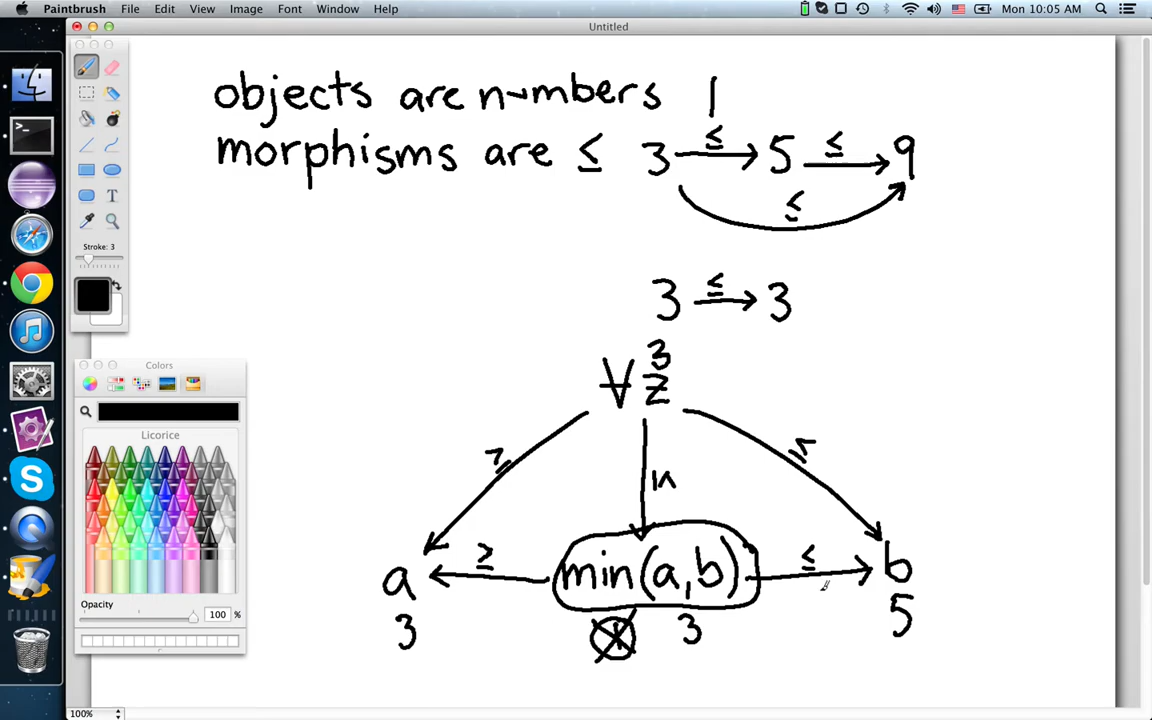 Paintbrush File Edit View Image Font Window Help Mon 10:05 AM
Untitled
objects are numbers 1
morphisms are ≤ 3 ≤ 5 ≤ 9
≤
3 ≤ 3
Stroke: 3
3
∀ z
≥ ≤
Colors
Licorice
≤
a ≥ min(a,b) ≤ b
3 3 5
Opacity 100 %
100%